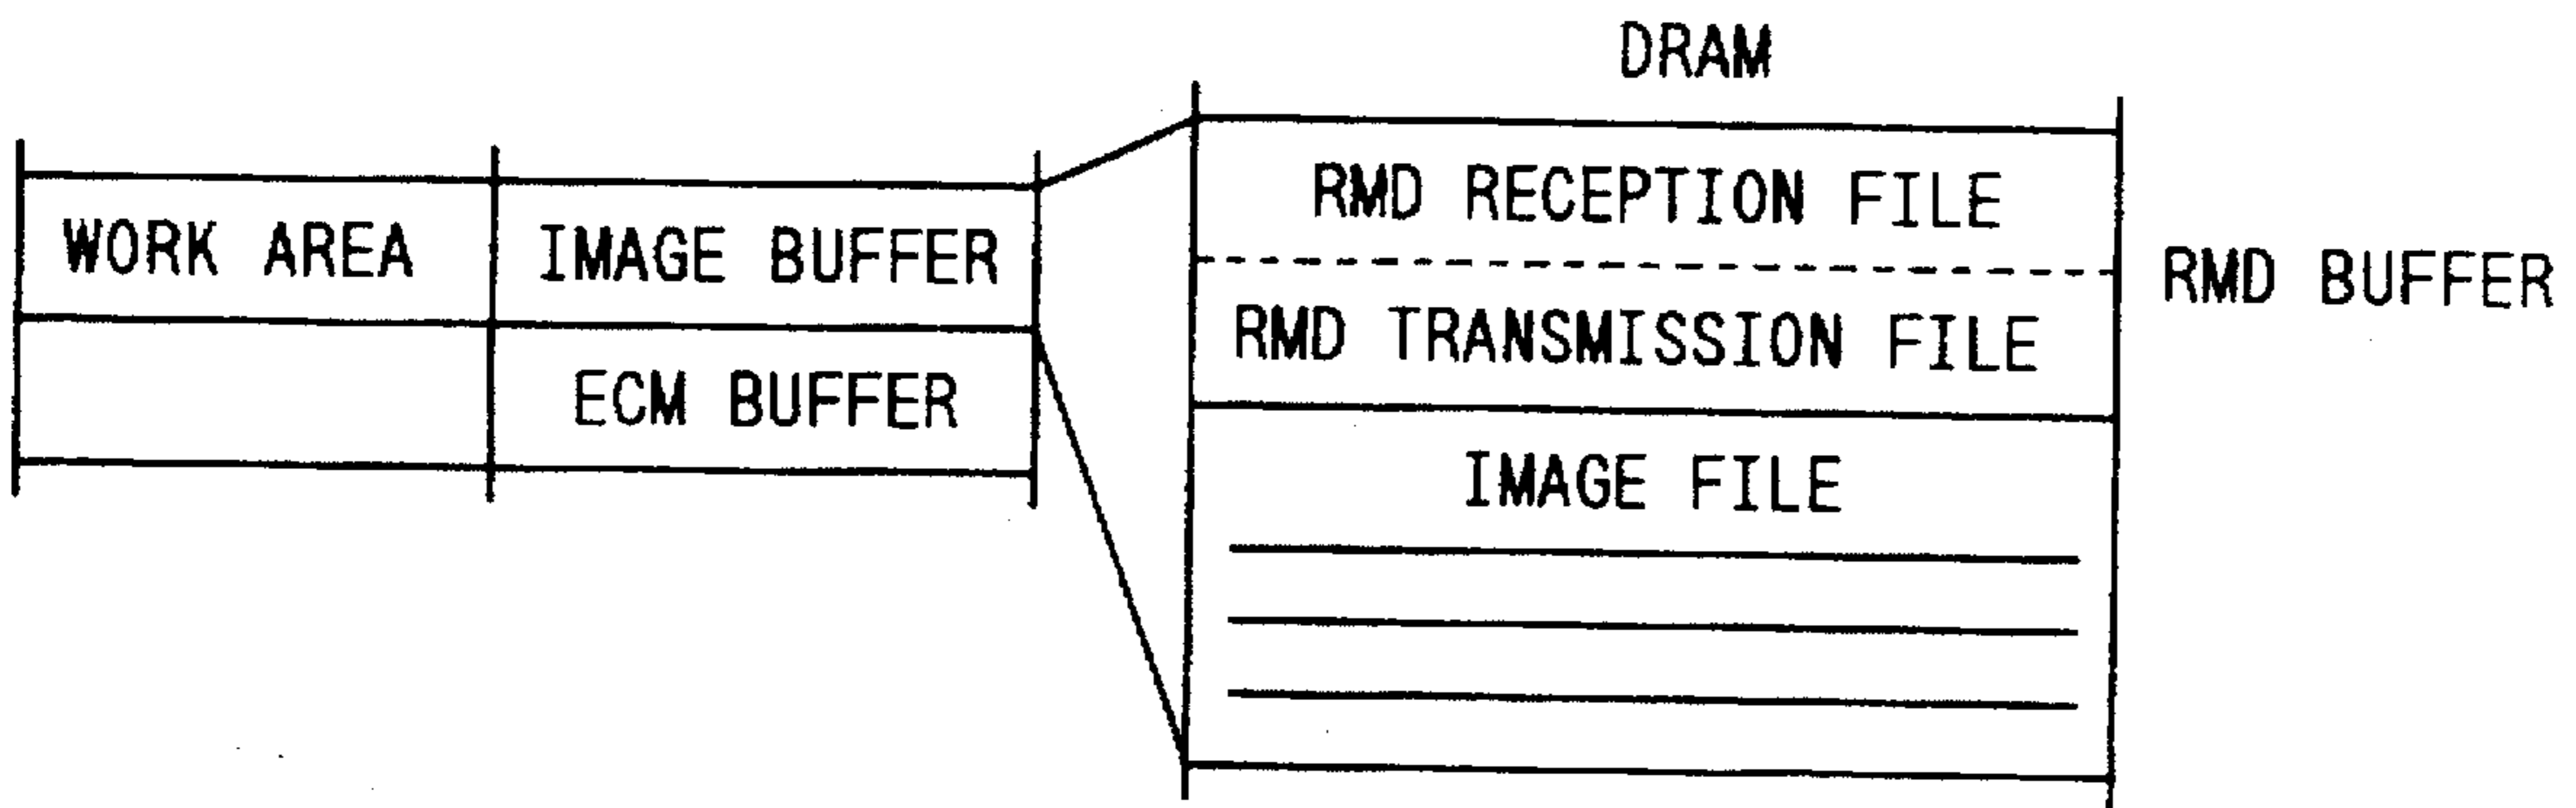 DRAM
WORK AREA
IMAGE BUFFER
ECM BUFFER
RMD RECEPTION FILE
RMD TRANSMISSION FILE
IMAGE FILE
RMD BUFFER